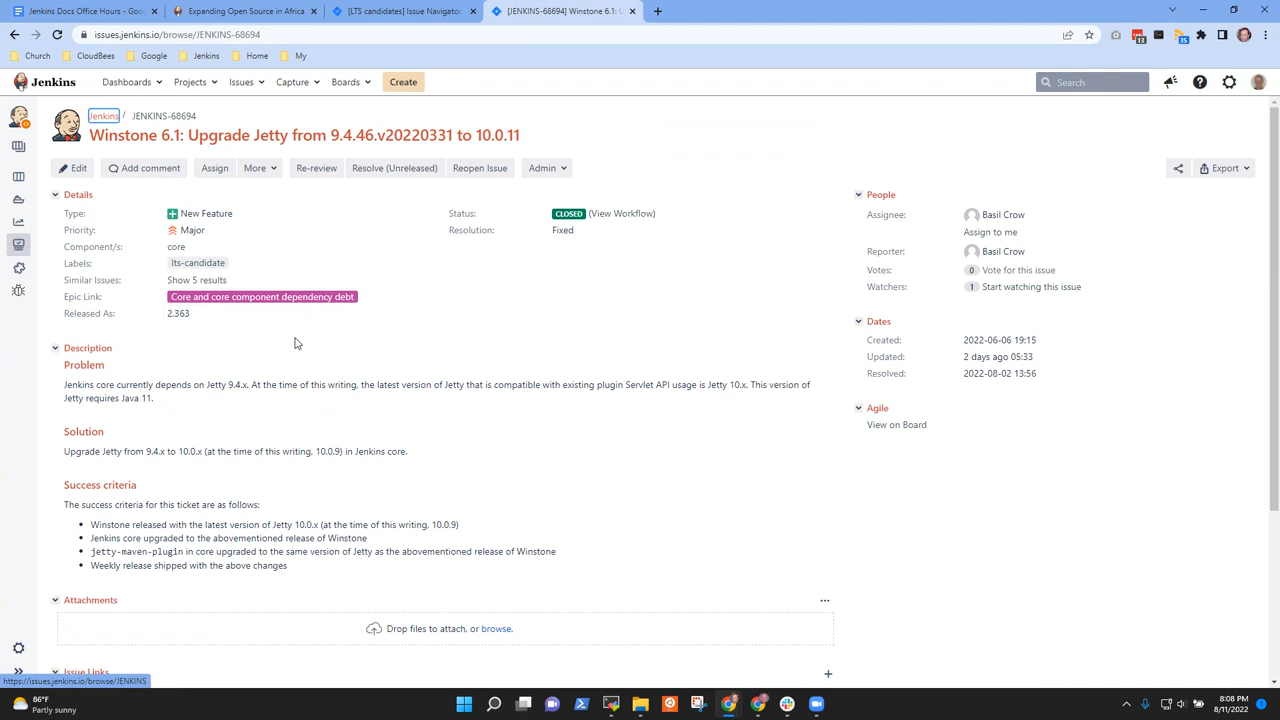 Jenkins Docs Office Hours - Goo
Expanding Open Source in Africa
[LTS candidates] Issue Navigator
[JENKINS-68694] Winstone 6.1: U
issues.jenkins.io/browse/JENKINS-68694
13
35
Church
CloudBees
Google
Jenkins
Home
My
Jenkins
Dashboards
Projects
Issues
Capture
Boards
Create
Search
Jenkins / JENKINS-68694
Winstone 6.1: Upgrade Jetty from 9.4.46.v20220331 to 10.0.11
Edit
Add comment
Assign
More
Re-review
Resolve (Unreleased)
Reopen Issue
Admin
Export
Details
Type: New Feature
Priority: Major
Component/s: core
Labels: lts-candidate
Similar Issues: Show 5 results
Epic Link: Core and core component dependency debt
Released As: 2.363
Status: CLOSED (View Workflow)
Resolution: Fixed
Description
Problem
Jenkins core currently depends on Jetty 9.4.x. At the time of this writing, the latest version of Jetty that is compatible with existing plugin Servlet API usage is Jetty 10.x. This version of
Jetty requires Java 11.
Solution
Upgrade Jetty from 9.4.x to 10.0.x (at the time of this writing, 10.0.9) in Jenkins core.
Success criteria
The success criteria for this ticket are as follows:
Winstone released with the latest version of Jetty 10.0.x (at the time of this writing, 10.0.9)
Jenkins core upgraded to the abovementioned release of Winstone
jetty-maven-plugin in core upgraded to the same version of Jetty as the abovementioned release of Winstone
Weekly release shipped with the above changes
Attachments
Drop files to attach, or browse.
Issue Links
People
Assignee: Basil Crow
Assign to me
Reporter: Basil Crow
Votes: 0 Vote for this issue
Watchers: 1 Start watching this issue
Dates
Created: 2022-06-06 19:15
Updated: 2 days ago 05:33
Resolved: 2022-08-02 13:56
Agile
View on Board
https://issues.jenkins.io/browse/JENKINS
86°F
Partly sunny
8:08 PM
8/11/2022